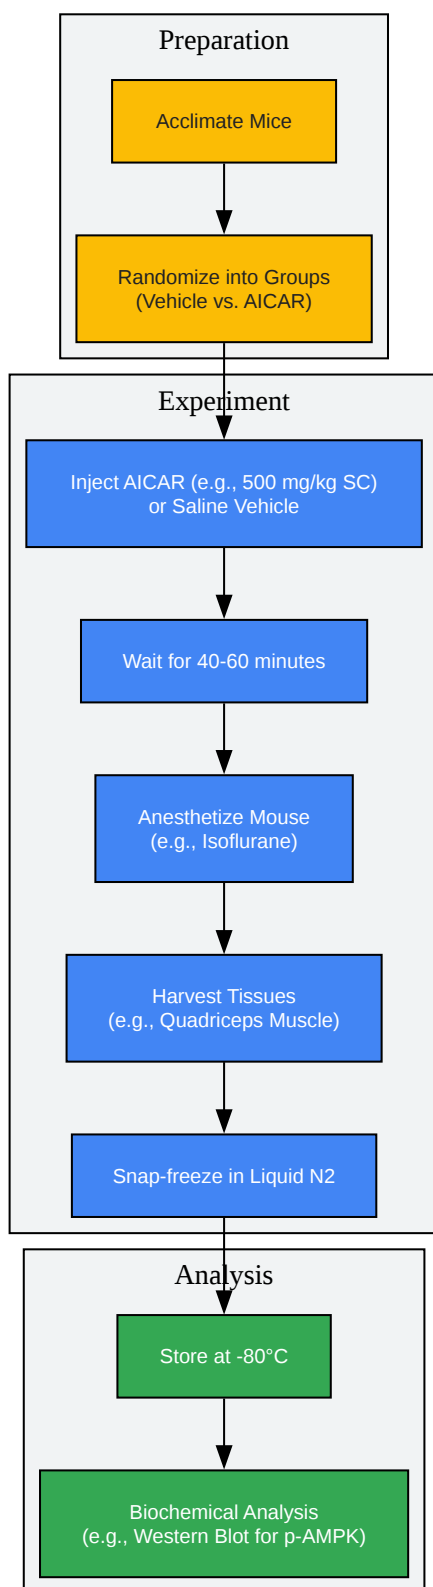 Preparation
Acclimate Mice
Randomize into Groups
(Vehicle vs. AICAR)
Experiment
Inject AICAR (e.g., 500 mg/kg SC)
or Saline Vehicle
Wait for 40-60 minutes
Anesthetize Mouse
(e.g., Isoflurane)
Harvest Tissues
(e.g., Quadriceps Muscle)
Snap-freeze in Liquid N2
Analysis
Store at -80°C
Biochemical Analysis
(e.g., Western Blot for p-AMPK)